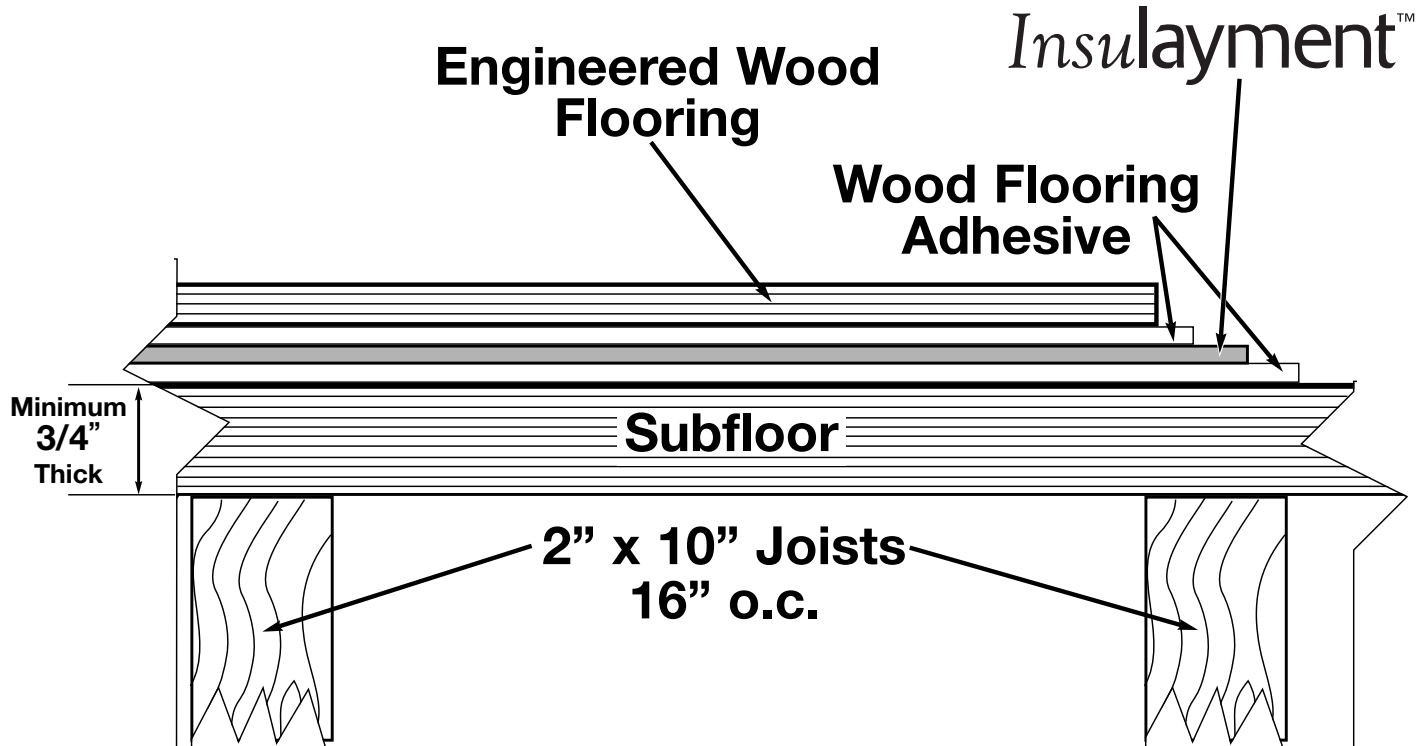 Insulayment™
Engineered Wood
Flooring
Wood Flooring
Adhesive
Minimum
3/4”
Thick
Subfloor
2” x 10” Joists
16” o.c.